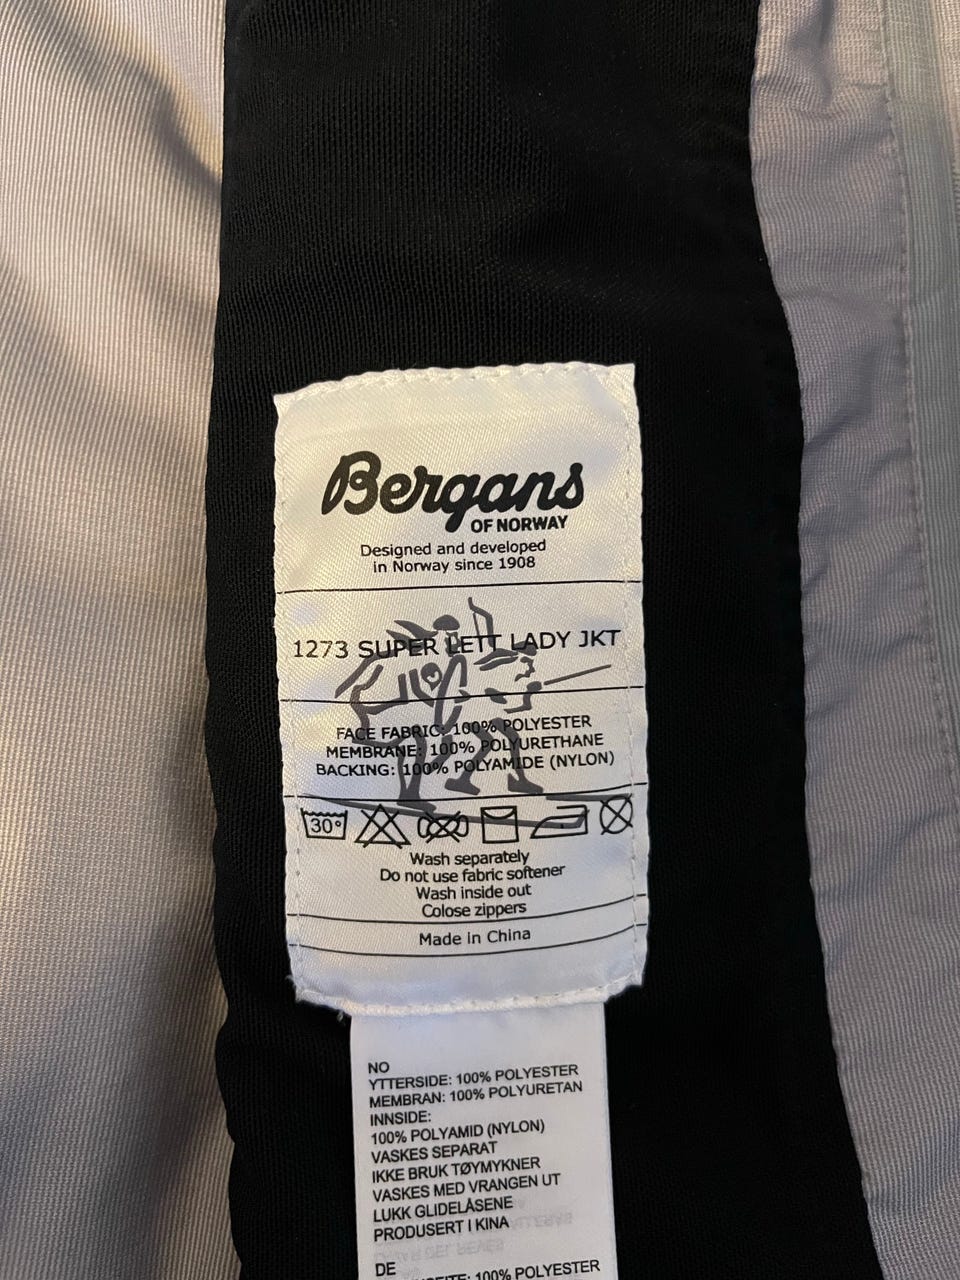 Bergans
OF NORWAY
Designed and developed
in Norway since 1908
1273 SUPER LETT LADY JKT
FACE FABRIC: 100% POLYESTER
MEMBRANE: 100% POLYURETHANE
BACKING: 100% POLYAMIDE (NYLON)
30°
Wash separately
Do not use fabric softener
Wash inside out
Colose zippers
Made in China
NO
YTTERSIDE: 100% POLYESTER
MEMBRAN: 100% POLYURETAN
INNSIDE:
100% POLYAMID (NYLON)
VASKES SEPARAT
IKKE BRUK TØYMYKNER
VASKES MED VRANGEN UT
LUKK GLIDELÅSENE
PRODUSERT I KINA
DE
100% POLYESTER